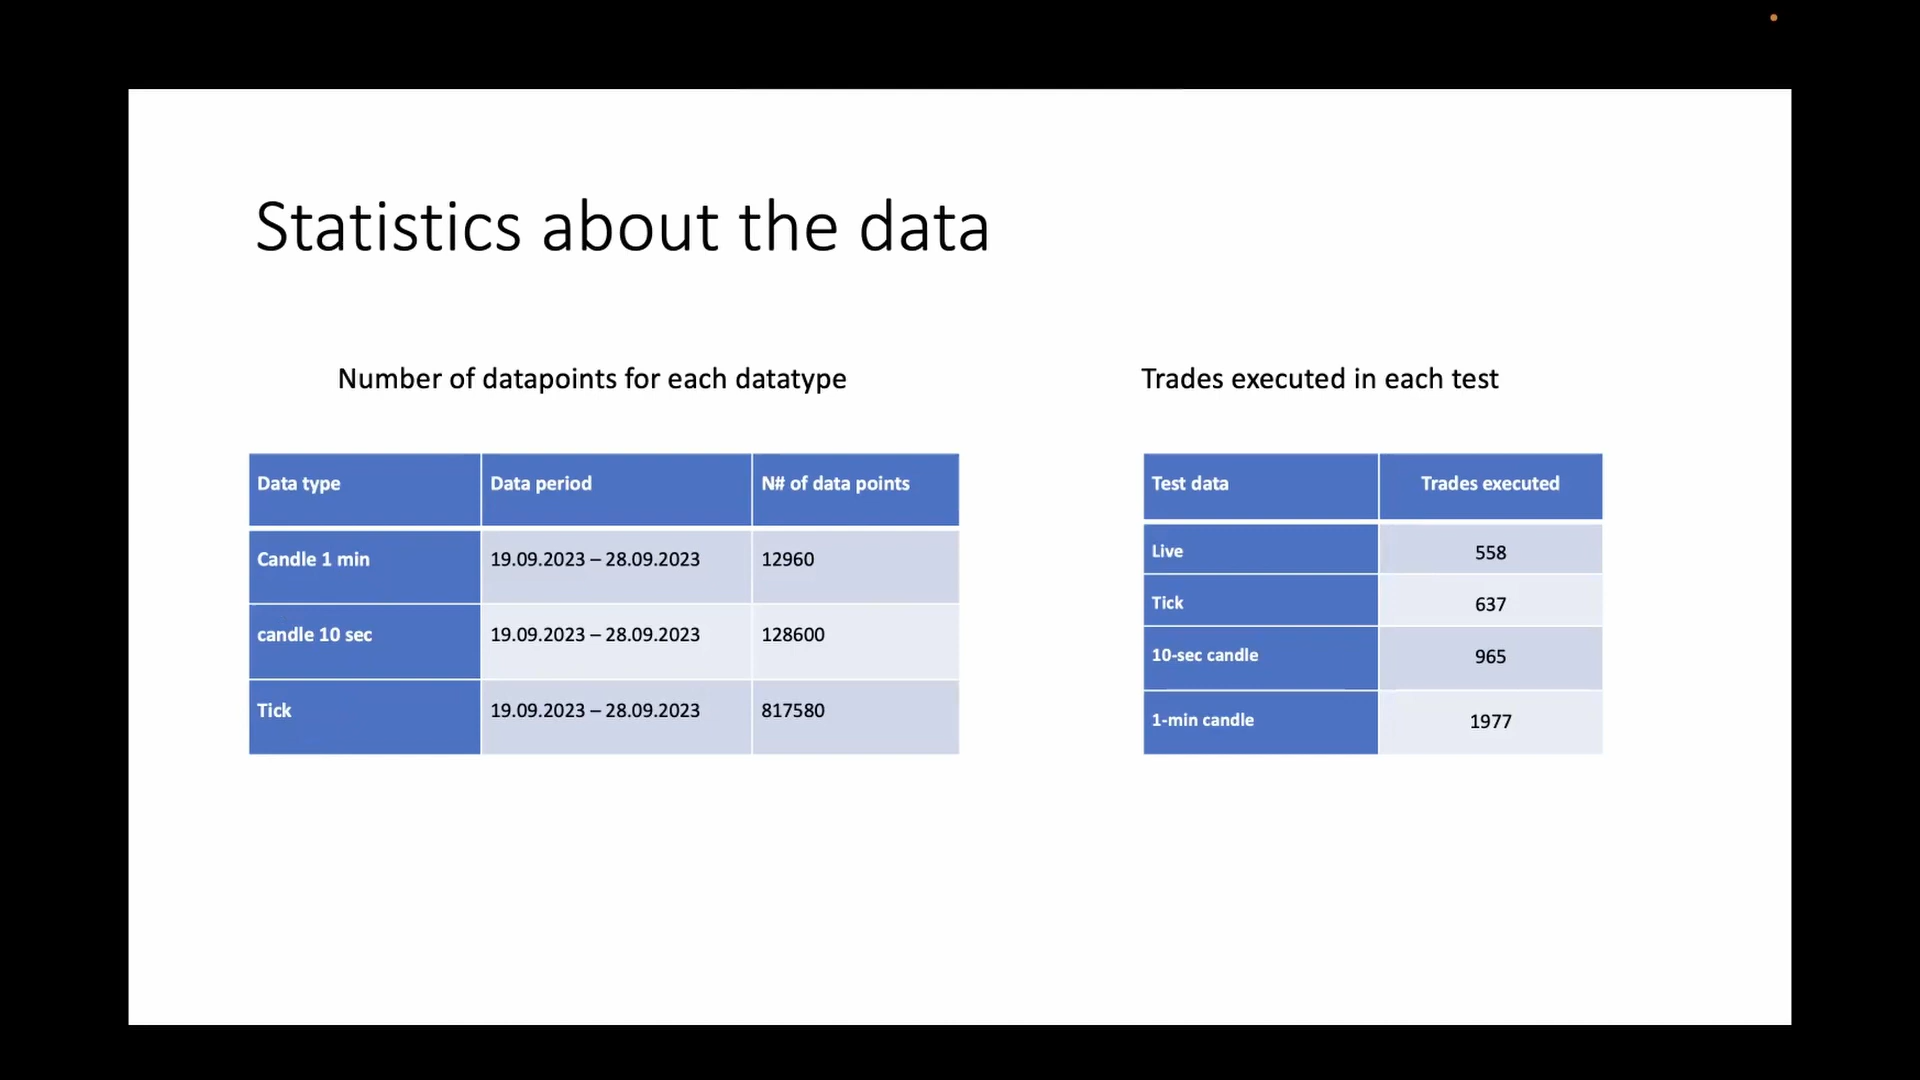 Statistics about the data
Number of datapoints for each datatype
Data type Data period N# of data points
Candle 1 min 19.09.2023 – 28.09.2023 12960
candle 10 sec 19.09.2023 – 28.09.2023 128600
Tick 19.09.2023 – 28.09.2023 817580
Trades executed in each test
Test data Trades executed
Live 558
Tick 637
10-sec candle 965
1-min candle 1977